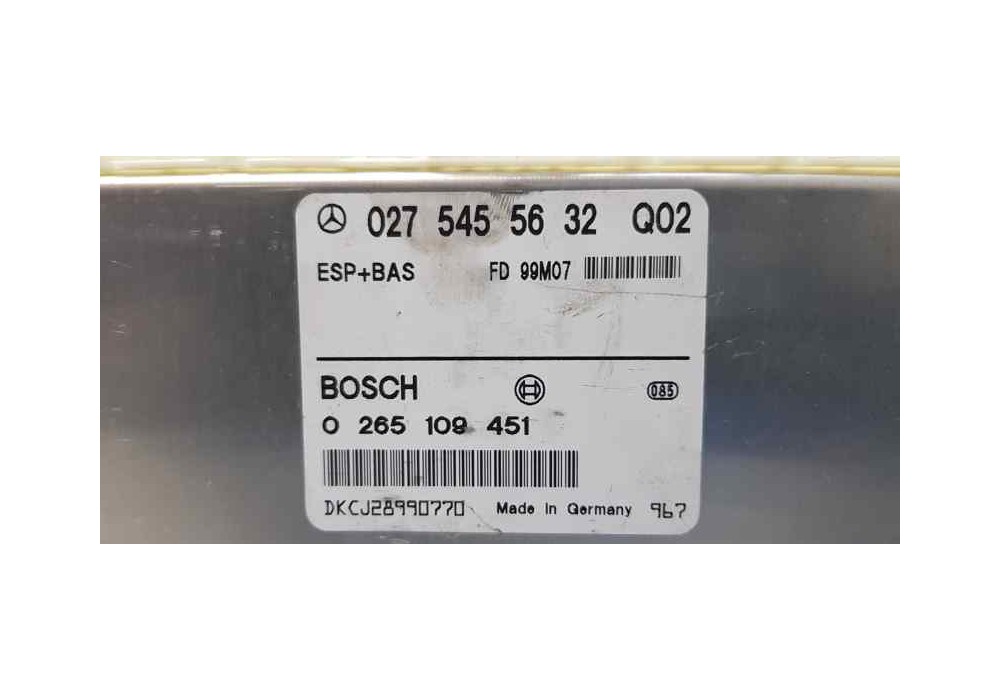 027 545 56 32 Q02
ESP+BAS FD 99M07
BOSCH 085
0 265 109 451
DKCJ28990770 Made in Germany 967